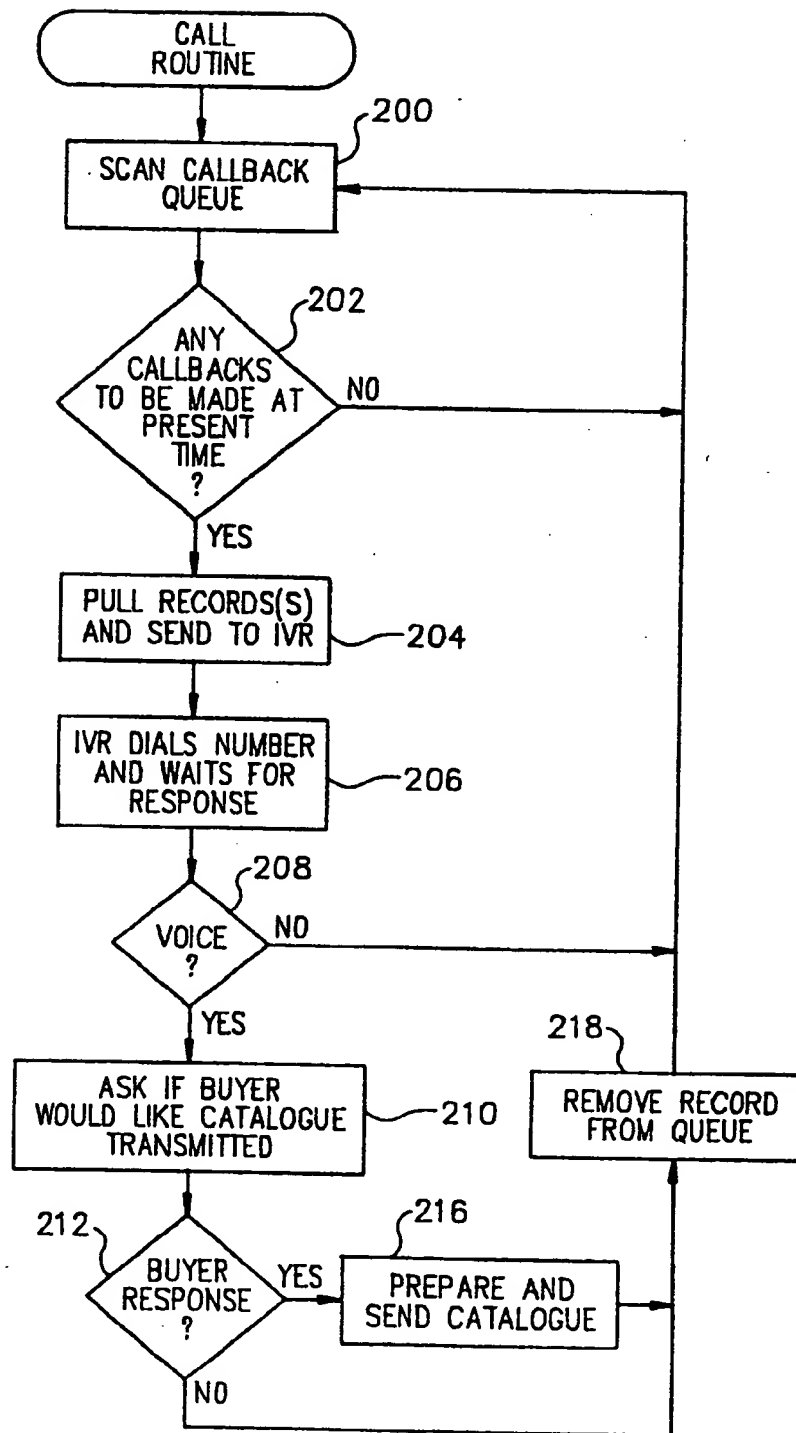 CALL
ROUTINE
200
SCAN CALLBACK
QUEUE
202
ANY
CALLBACKS
TO BE MADE AT
PRESENT
TIME
?
NO
YES
PULL RECORDS(S)
AND SEND TO IVR
204
IVR DIALS NUMBER
AND WAITS FOR
RESPONSE
206
208
VOICE
?
NO
YES
218
ASK IF BUYER
WOULD LIKE CATALOGUE
TRANSMITTED
210
REMOVE RECORD
FROM QUEUE
212
216
BUYER
RESPONSE
?
YES
PREPARE AND
SEND CATALOGUE
NO